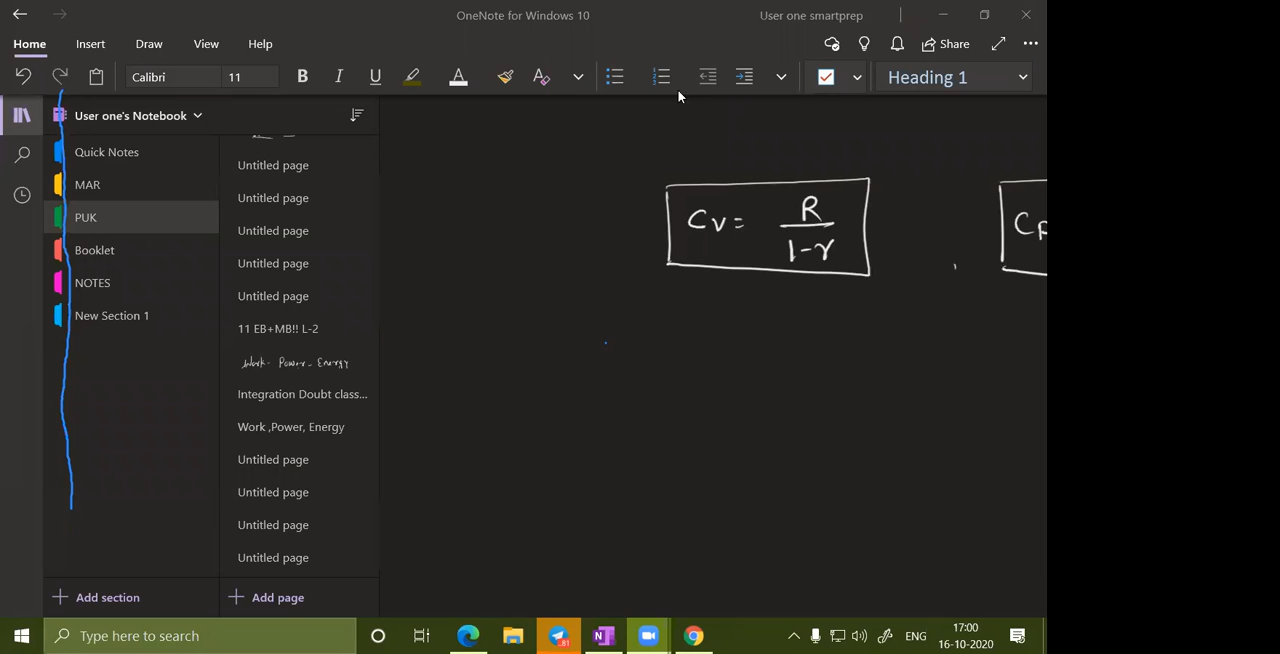 OneNote for Windows 10
User one smartprep
Home Insert Draw View Help
Share
Calibri 11 B I U A A Heading 1
User one's Notebook
Quick Notes
MAR
PUK
Booklet
NOTES
New Section 1
Untitled page
Untitled page
Untitled page
Untitled page
Untitled page
11 EB+MB!! L-2
Work - Power - Energy
Integration Doubt class...
Work ,Power, Energy
Untitled page
Untitled page
Untitled page
Untitled page
Add section
Add page
Cv = R / 1-γ
Cp
Type here to search
81
N
ENG
17:00
16-10-2020